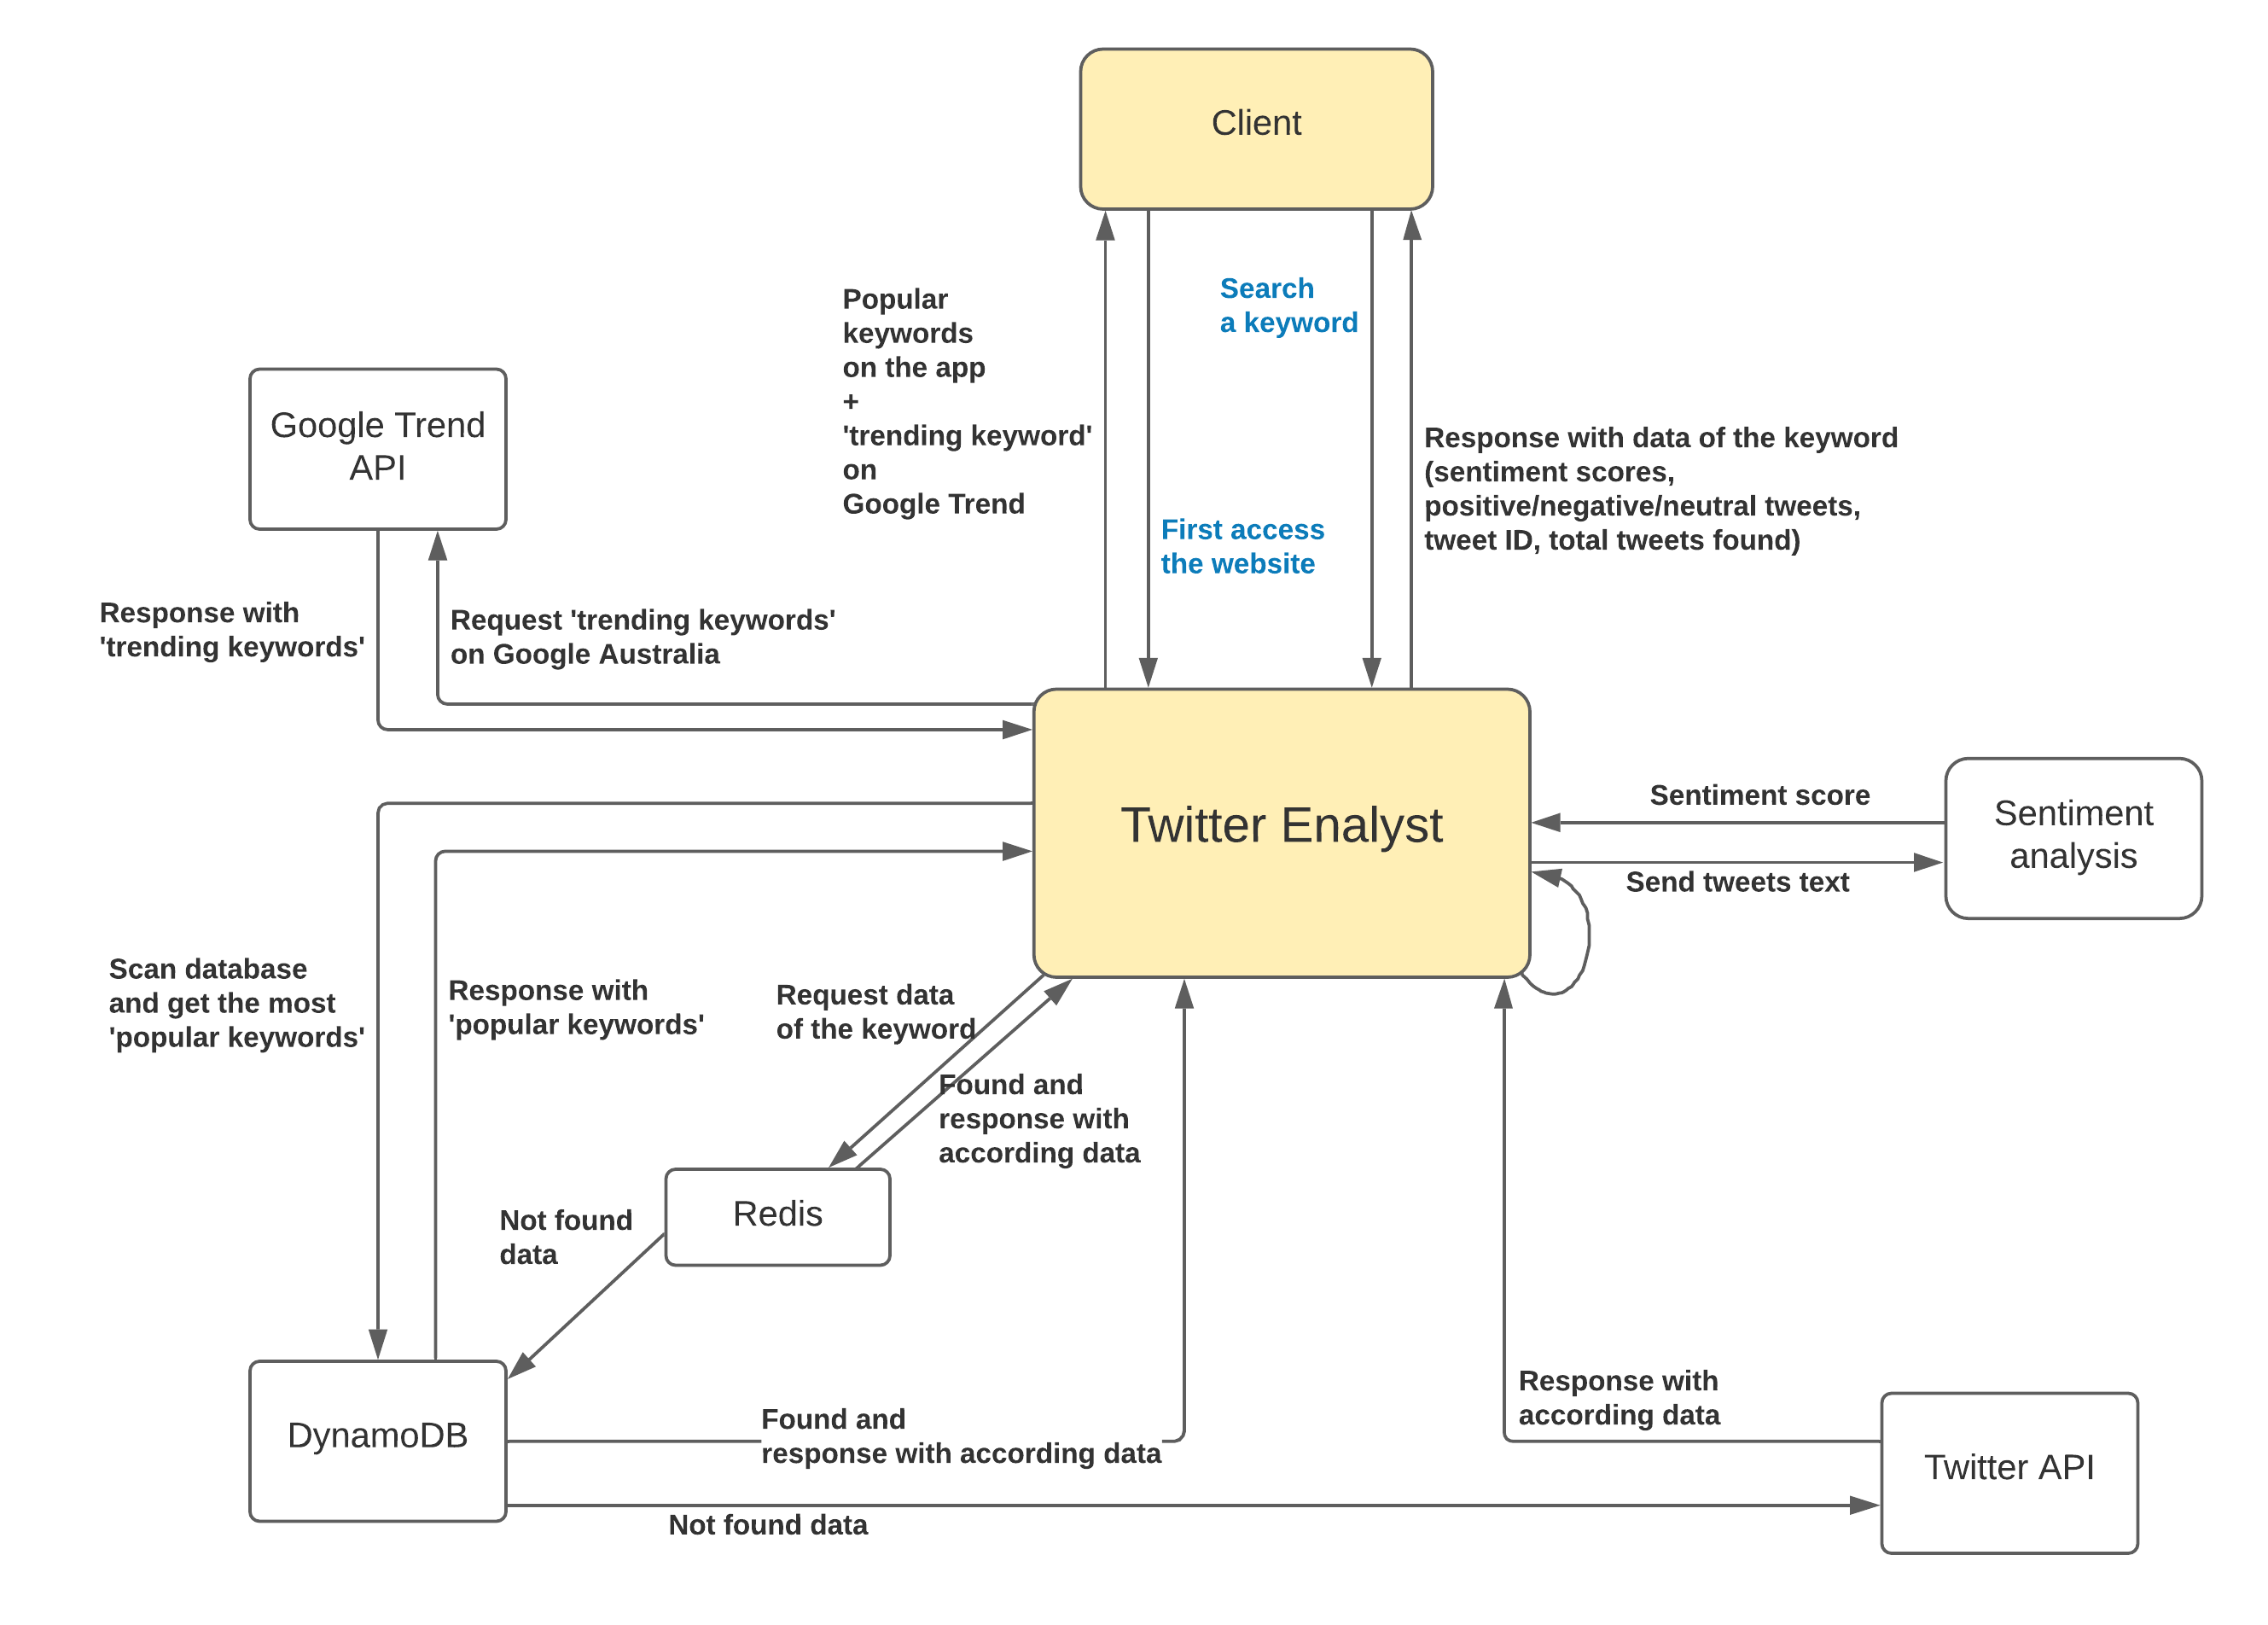 Client
Popular
keywords
on the app
+
'trending keyword'
on
Google Trend
Search
a keyword
First access
the website
Response with data of the keyword
(sentiment scores,
positive/negative/neutral tweets,
tweet ID, total tweets found)
Google Trend
API
Response with
'trending keywords'
Request 'trending keywords'
on Google Australia
Twitter Enalyst
Sentiment score
Send tweets text
Sentiment
analysis
Scan database
and get the most
'popular keywords'
Response with
'popular keywords'
Request data
of the keyword
Found and
response with
according data
Redis
Not found
data
DynamoDB
Found and
response with according data
Not found data
Response with
according data
Twitter API